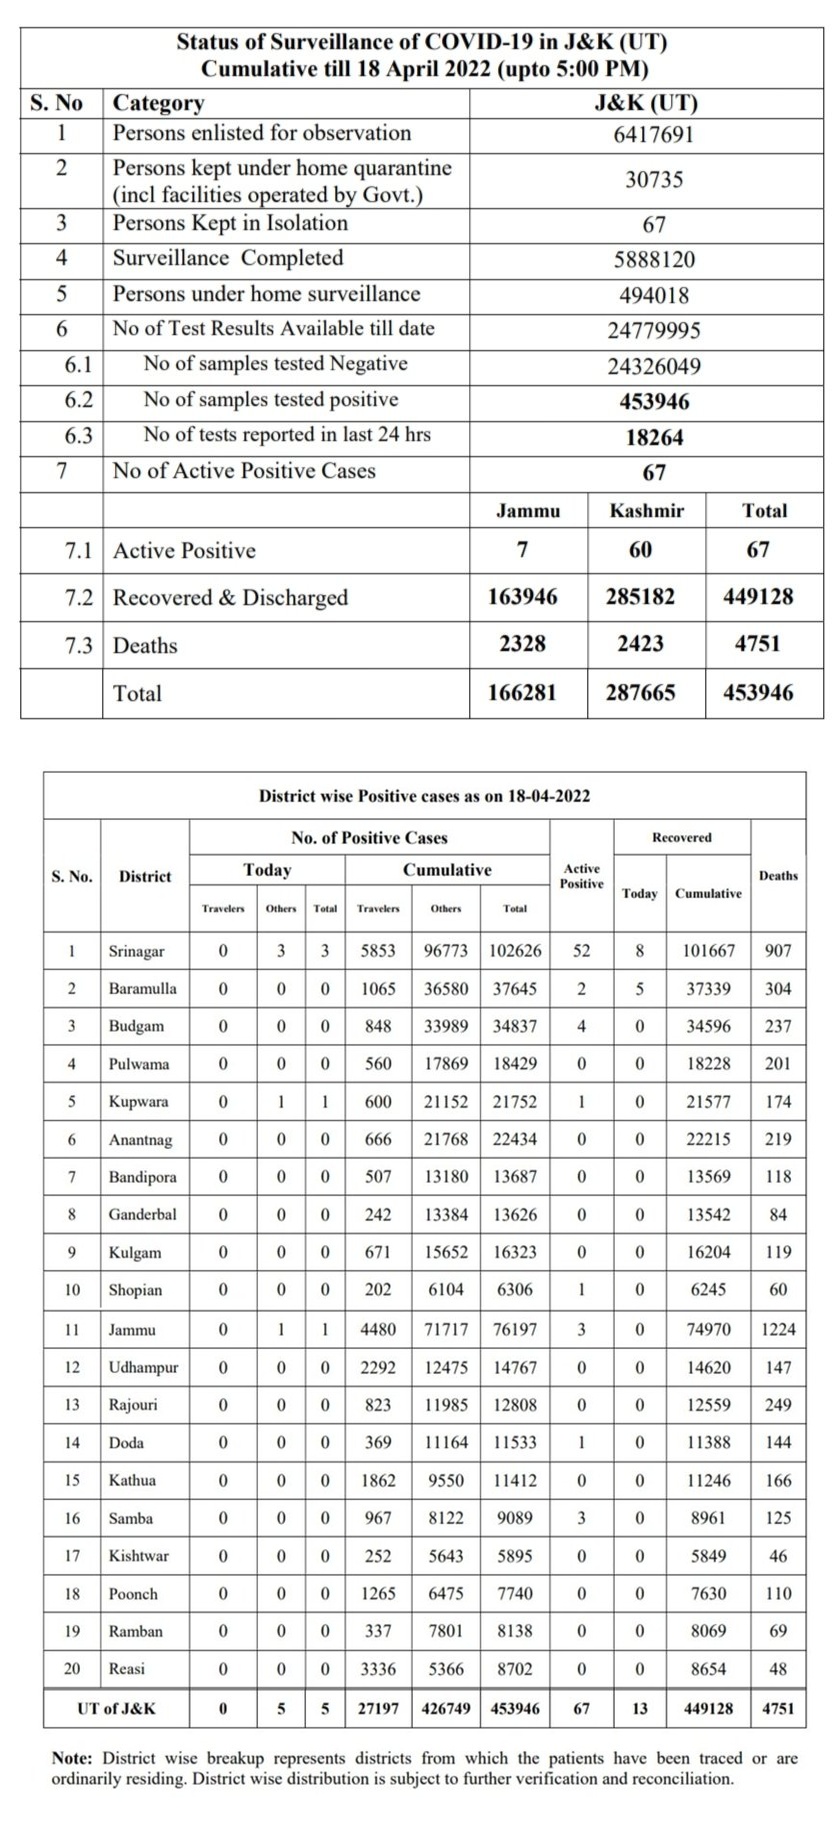 Status of Surveillance of COVID-19 in J&K (UT)
Cumulative till 18 April 2022 (upto 5:00 PM)
S. No Category J&K (UT)
1 Persons enlisted for observation 6417691
2 Persons kept under home quarantine
(incl facilities operated by Govt.) 30735
3 Persons Kept in Isolation 67
4 Surveillance Completed 5888120
5 Persons under home surveillance 494018
6 No of Test Results Available till date 24779995
6.1 No of samples tested Negative 24326049
6.2 No of samples tested positive 453946
6.3 No of tests reported in last 24 hrs 18264
7 No of Active Positive Cases 67
Jammu Kashmir Total
7.1 Active Positive 7 60 67
7.2 Recovered & Discharged 163946 285182 449128
7.3 Deaths 2328 2423 4751
Total 166281 287665 453946
District wise Positive cases as on 18-04-2022
S. No. District No. of Positive Cases Active Positive Recovered Deaths
Today Cumulative Today Cumulative
Travelers Others Total Travelers Others Total
1 Srinagar 0 3 3 5853 96773 102626 52 8 101667 907
2 Baramulla 0 0 0 1065 36580 37645 2 5 37339 304
3 Budgam 0 0 0 848 33989 34837 4 0 34596 237
4 Pulwama 0 0 0 560 17869 18429 0 0 18228 201
5 Kupwara 0 1 1 600 21152 21752 1 0 21577 174
6 Anantnag 0 0 0 666 21768 22434 0 0 22215 219
7 Bandipora 0 0 0 507 13180 13687 0 0 13569 118
8 Ganderbal 0 0 0 242 13384 13626 0 0 13542 84
9 Kulgam 0 0 0 671 15652 16323 0 0 16204 119
10 Shopian 0 0 0 202 6104 6306 1 0 6245 60
11 Jammu 0 1 1 4480 71717 76197 3 0 74970 1224
12 Udhampur 0 0 0 2292 12475 14767 0 0 14620 147
13 Rajouri 0 0 0 823 11985 12808 0 0 12559 249
14 Doda 0 0 0 369 11164 11533 1 0 11388 144
15 Kathua 0 0 0 1862 9550 11412 0 0 11246 166
16 Samba 0 0 0 967 8122 9089 3 0 8961 125
17 Kishtwar 0 0 0 252 5643 5895 0 0 5849 46
18 Poonch 0 0 0 1265 6475 7740 0 0 7630 110
19 Ramban 0 0 0 337 7801 8138 0 0 8069 69
20 Reasi 0 0 0 3336 5366 8702 0 0 8654 48
UT of J&K 0 5 5 27197 426749 453946 67 13 449128 4751
Note: District wise breakup represents districts from which the patients have been traced or are
ordinarily residing. District wise distribution is subject to further verification and reconciliation.